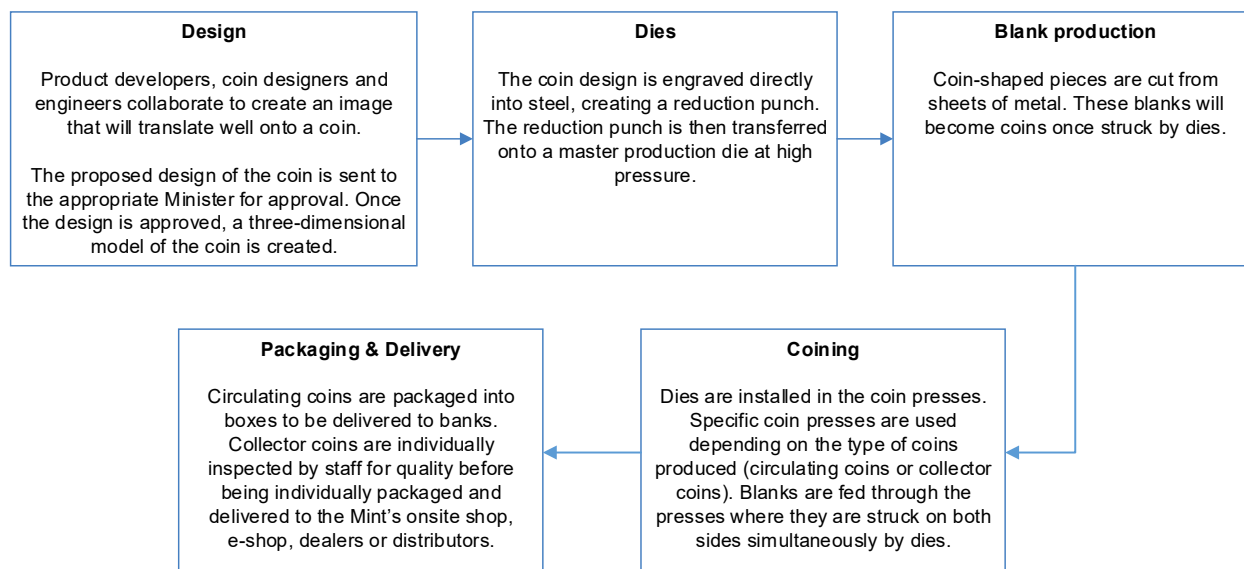 Design
Product developers, coin designers and
engineers collaborate to create an image
that will translate well onto a coin.
The proposed design of the coin is sent to
the appropriate Minister for approval. Once
the design is approved, a three-dimensional
model of the coin is created.
Dies
The coin design is engraved directly
into steel, creating a reduction punch.
The reduction punch is then transferred
onto a master production die at high
pressure.
Blank production
Coin-shaped pieces are cut from
sheets of metal. These blanks will
become coins once struck by dies.
Coining
Dies are installed in the coin presses.
Specific coin presses are used
depending on the type of coins
produced (circulating coins or collector
coins). Blanks are fed through the
presses where they are struck on both
sides simultaneously by dies.
Packaging & Delivery
Circulating coins are packaged into
boxes to be delivered to banks.
Collector coins are individually
inspected by staff for quality before
being individually packaged and
delivered to the Mint's onsite shop,
e-shop, dealers or distributors.